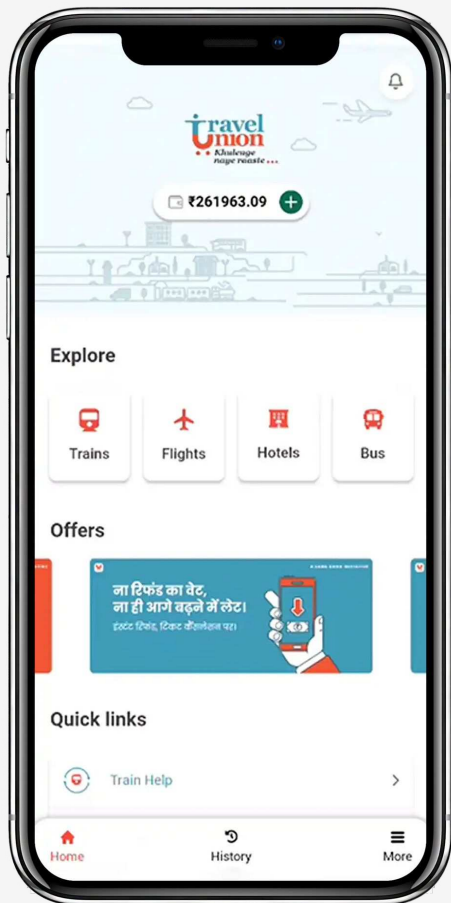 travel
union
Khulenge
naye raaste...
₹261963.09
Explore
Trains
Flights
Hotels
Bus
Offers
ना रिफंड का वेट,
ना ही आगे बढ़ने में लेट।
इंस्टंट रिफंड, टिकट कैंसलेशन पर।
Quick links
Train Help
Home
History
More